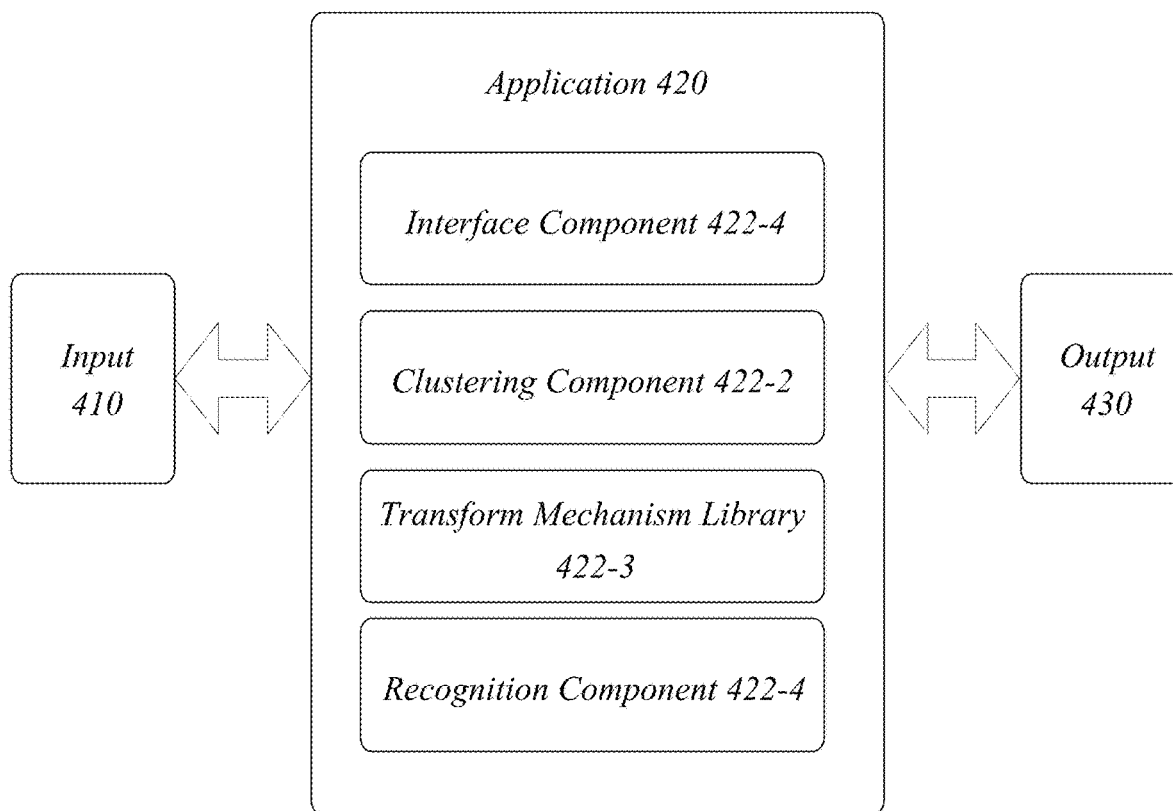 Application 420
Interface Component 422-4
Input
410
Clustering Component 422-2
Output
430
Transform Mechanism Library
422-3
Recognition Component 422-4